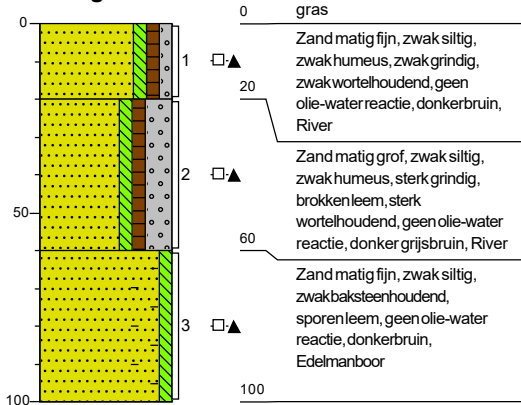 0
gras
0
Zand matig fijn, zwak siltig,
zwak humeus, zwak grindig,
zwak wortelhoudend, geen
olie-water reactie, donkerbruin,
River
1
20
Zand matig grof, zwak siltig,
zwak humeus, sterk grindig,
brokken leem, sterk
wortelhoudend, geen olie-water
reactie, donker grijsbruin, River
2
50
60
Zand matig fijn, zwak siltig,
zwak baksteenhoudend,
sporen leem, geen olie-water
reactie, donkerbruin,
Edelmanboor
3
100
100